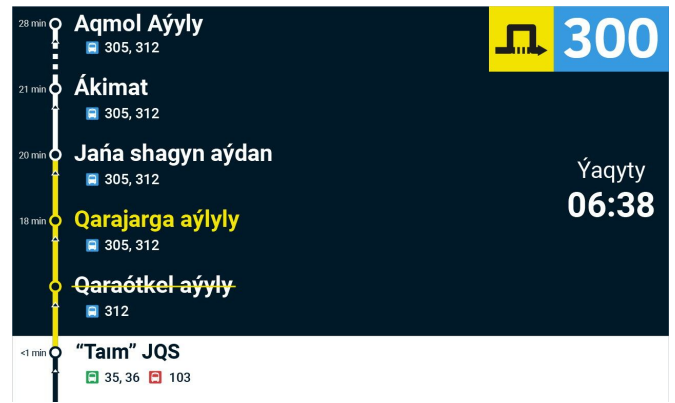 28 min Aqmol Aýyly
305, 312
300
21 min Ákimat
305, 312
20 min Jańa shagyn aýdan
305, 312
Ýaqyty
06:38
18 min Qarajarga aýlyly
305, 312
Qaraótkel aýyly
312
<1 min “Taım” JQS
35, 36 103